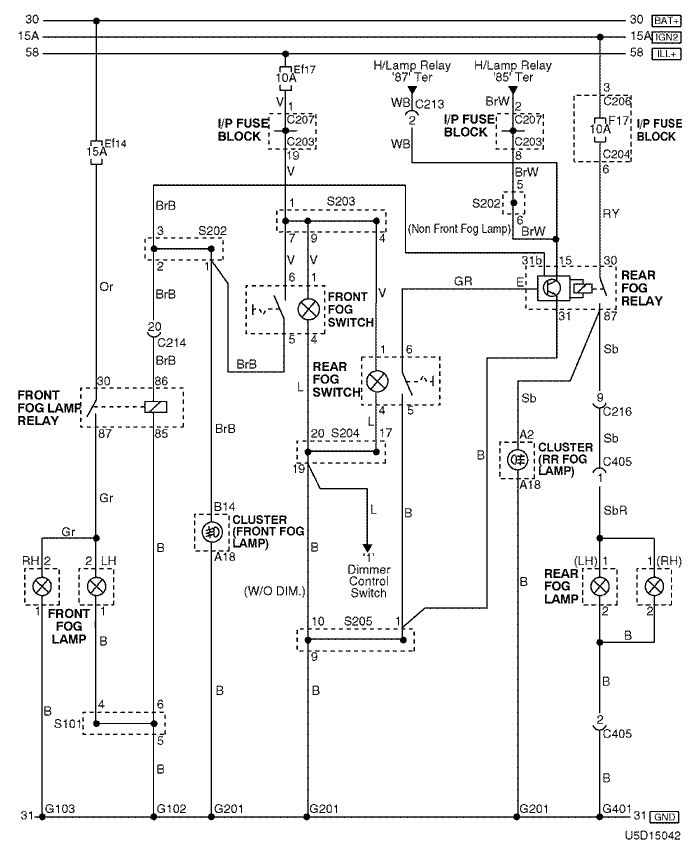 30 30 BAT+
15A 15A IGN2
58 58 ILL+
Ef17
10A
H/Lamp Relay
'87' Ter
H/Lamp Relay
'85' Ter
V 1
WB C213
2
BrW 2
3 C206
I/P FUSE
BLOCK
C207
C203
I/P FUSE
BLOCK
C207
C203
F17
10A
I/P FUSE
BLOCK
C204
Ef14
15A
19
WB
8
6
V
BrW
BrB
1 S203
5
S202
6
RY
3 S202
7 9 4
(Non Front Fog Lamp)
BrW
2 1
V V
31b 15 30
Or
BrB
6 1
V
GR E
REAR
FOG
RELAY
FRONT
FOG
SWITCH
31 87
20
C214
5 4
Sb
BrB
BrB
REAR
FOG
SWITCH
1 6
30 86
L
4 5
Sb
9
C216
FRONT
FOG LAMP
RELAY
87 85
BrB
L
20 S204 17
A2
Sb
CLUSTER
(RR FOG
LAMP)
19
B
C405
1
A18
Gr
B14
L
B
SbR
Gr
CLUSTER
(FRONT FOG
LAMP)
A18
RH 2 2 LH
B
B
'1'
Dimmer
Control
Switch
(LH) 1 1 (RH)
REAR
FOG
LAMP
B
(W/O DIM.)
1 1
FRONT
FOG
LAMP
2 2
B
10 S205 1
B
9
B
B
4 6
S101
5
B
B
B
2
C405
B
B
31 G103 G102 G201 G201 G201 G401 31 GND
U5D15042